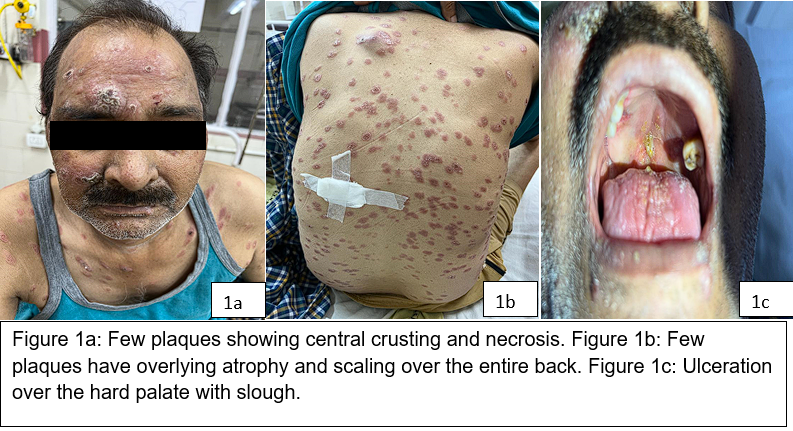 1a
1b
1c
Figure 1a: Few plaques showing central crusting and necrosis. Figure 1b: Few
plaques have overlying atrophy and scaling over the entire back. Figure 1c: Ulceration
over the hard palate with slough.